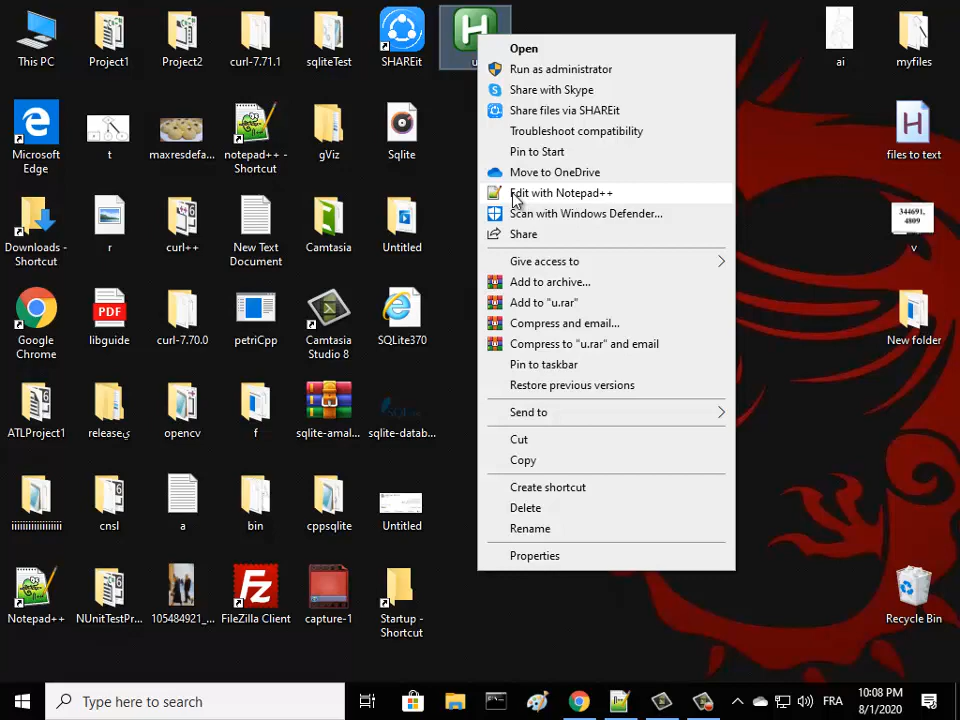 This PC
Project1
Project2
curl-7.71.1
sqliteTest
SHAREit
u
ai
myfiles
Microsoft
Edge
t
maxresdefa...
notepad++ -
Shortcut
gViz
Sqlite
files to text
Downloads -
Shortcut
r
curl++
New Text
Document
Camtasia
Untitled
344691,
4809
v
Google
Chrome
PDF
libguide
curl-7.70.0
petriCpp
Camtasia
Studio 8
SQLite370
New folder
ATLProject1
releaseی
opencv
f
sqlite-amal...
sqlite-datab...
iiiiiiiiiiiiiiiiii
cnsl
a
bin
cppsqlite
Untitled
Notepad++
NUnitTestPr...
105484921_...
FileZilla Client
capture-1
Startup -
Shortcut
Recycle Bin
Open
Run as administrator
Share with Skype
Share files via SHAREit
Troubleshoot compatibility
Pin to Start
Move to OneDrive
Edit with Notepad++
Scan with Windows Defender...
Share
Give access to
Add to archive...
Add to "u.rar"
Compress and email...
Compress to "u.rar" and email
Pin to taskbar
Restore previous versions
Send to
Cut
Copy
Create shortcut
Delete
Rename
Properties
Type here to search
FRA
10:08 PM
8/1/2020